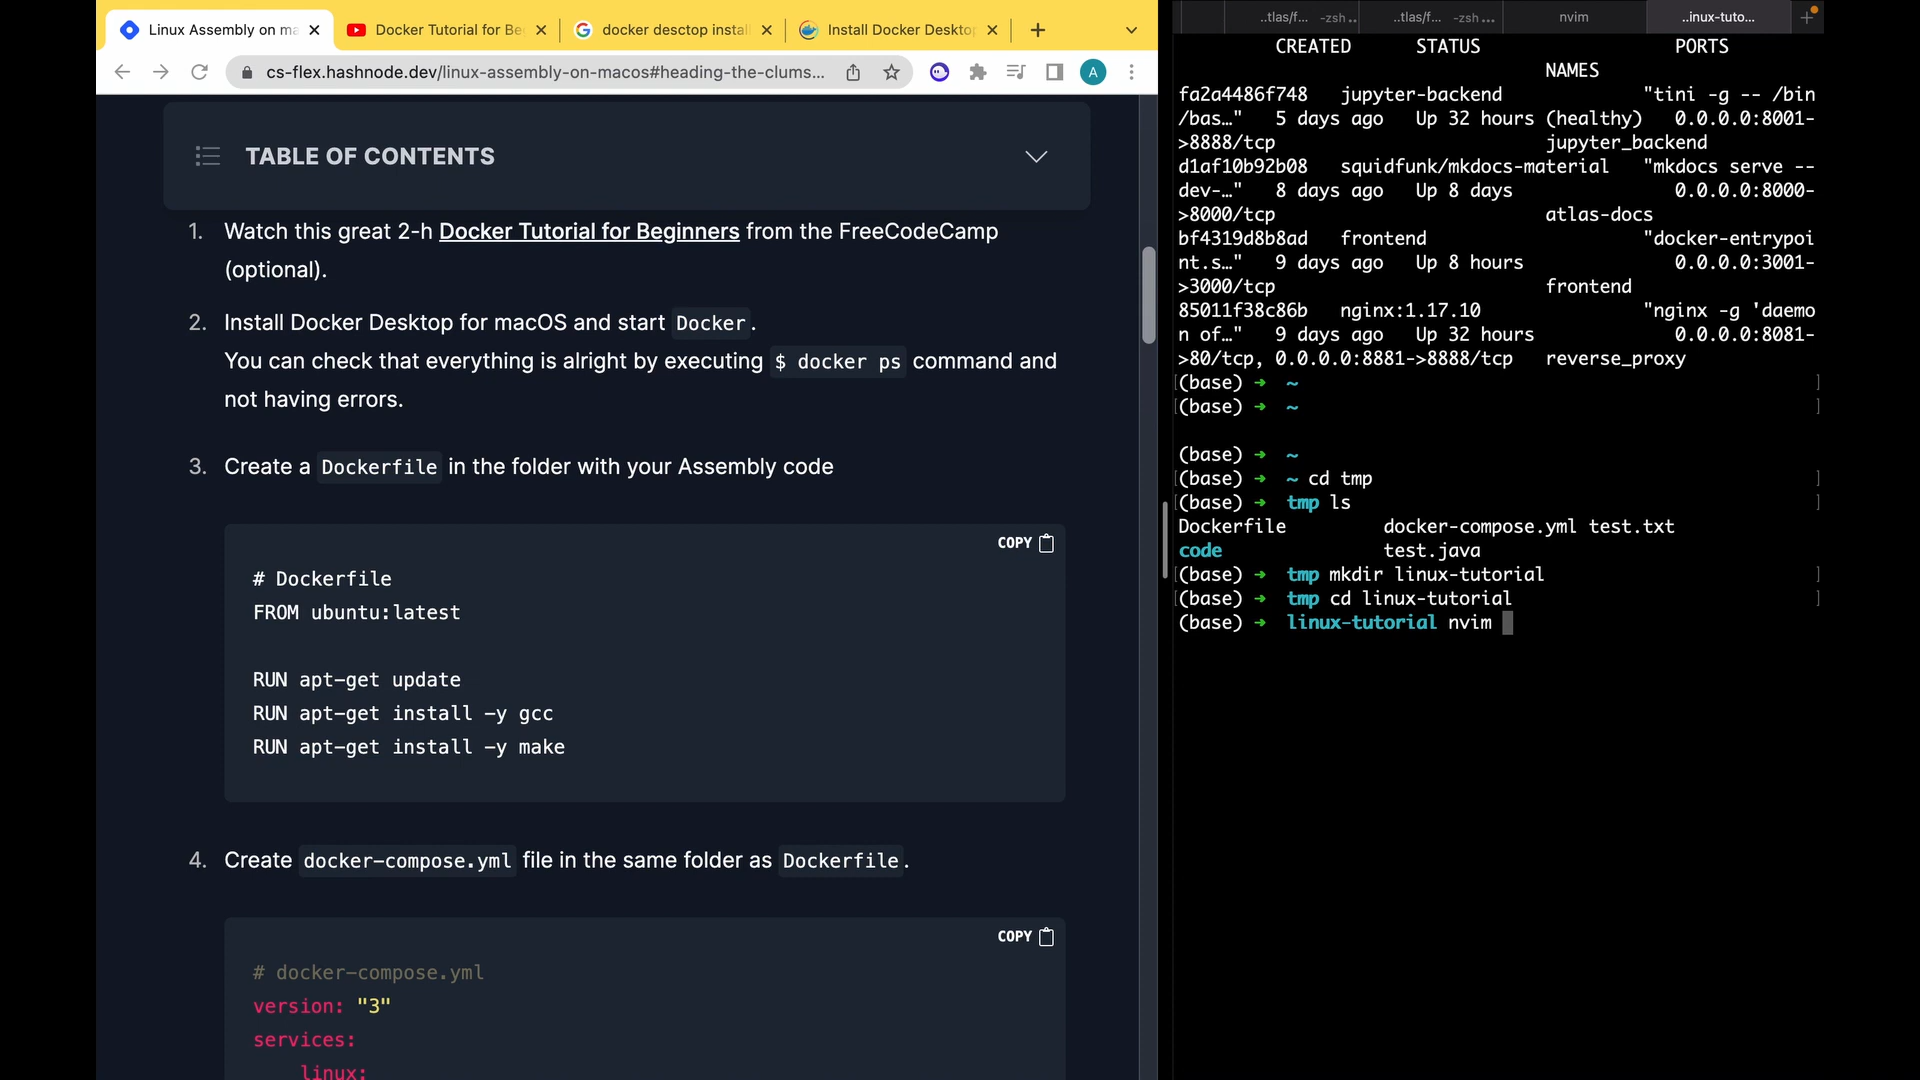 Linux Assembly on ma
Docker Tutorial for Be
docker desctop instal
Install Docker Desktop
cs-flex.hashnode.dev/linux-assembly-on-macos#heading-the-clums...
A
TABLE OF CONTENTS
1. Watch this great 2-h Docker Tutorial for Beginners from the FreeCodeCamp
(optional).
2. Install Docker Desktop for macOS and start Docker.
You can check that everything is alright by executing $ docker ps command and
not having errors.
3. Create a Dockerfile in the folder with your Assembly code
COPY
# Dockerfile
FROM ubuntu:latest
RUN apt-get update
RUN apt-get install -y gcc
RUN apt-get install -y make
4. Create docker-compose.yml file in the same folder as Dockerfile.
COPY
# docker-compose.yml
version: "3"
services:
linux:
..tlas/f... -zsh ..
..tlas/f... -zsh ...
nvim
..inux-tuto...
CREATED STATUS PORTS
NAMES
fa2a4486f748 jupyter-backend "tini -g -- /bin
/bas…" 5 days ago Up 32 hours (healthy) 0.0.0.0:8001-
>8888/tcp jupyter_backend
d1af10b92b08 squidfunk/mkdocs-material "mkdocs serve --
dev-…" 8 days ago Up 8 days 0.0.0.0:8000-
>8000/tcp atlas-docs
bf4319d8b8ad frontend "docker-entrypoi
nt.s…" 9 days ago Up 8 hours 0.0.0.0:3001-
>3000/tcp frontend
85011f38c86b nginx:1.17.10 "nginx -g 'daemo
n of…" 9 days ago Up 32 hours 0.0.0.0:8081-
>80/tcp, 0.0.0.0:8881->8888/tcp reverse_proxy
[(base) ➜ ~ ]
[(base) ➜ ~ ]
(base) ➜ ~
[(base) ➜ ~ cd tmp ]
[(base) ➜ tmp ls ]
Dockerfile docker-compose.yml test.txt
code test.java
[(base) ➜ tmp mkdir linux-tutorial ]
[(base) ➜ tmp cd linux-tutorial ]
(base) ➜ linux-tutorial nvim